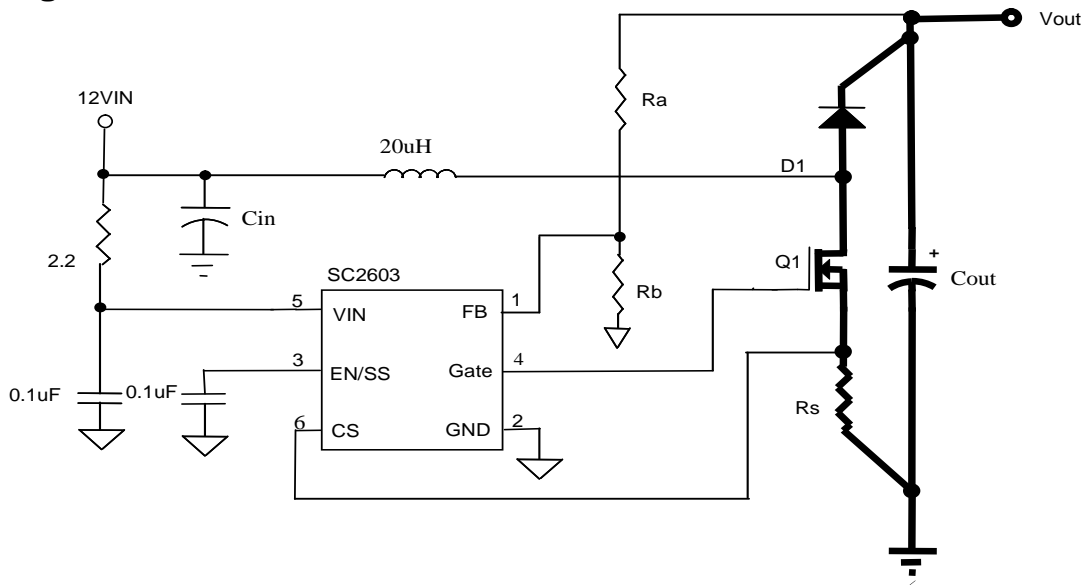 Vout
Ra
12VIN
20uH
D1
Cin
2.2
SC2603
Q1
Rb
Cout
+
5
VIN
FB
1
3
EN/SS
Gate
4
0.1uF
0.1uF
6
CS
GND
2
Rs